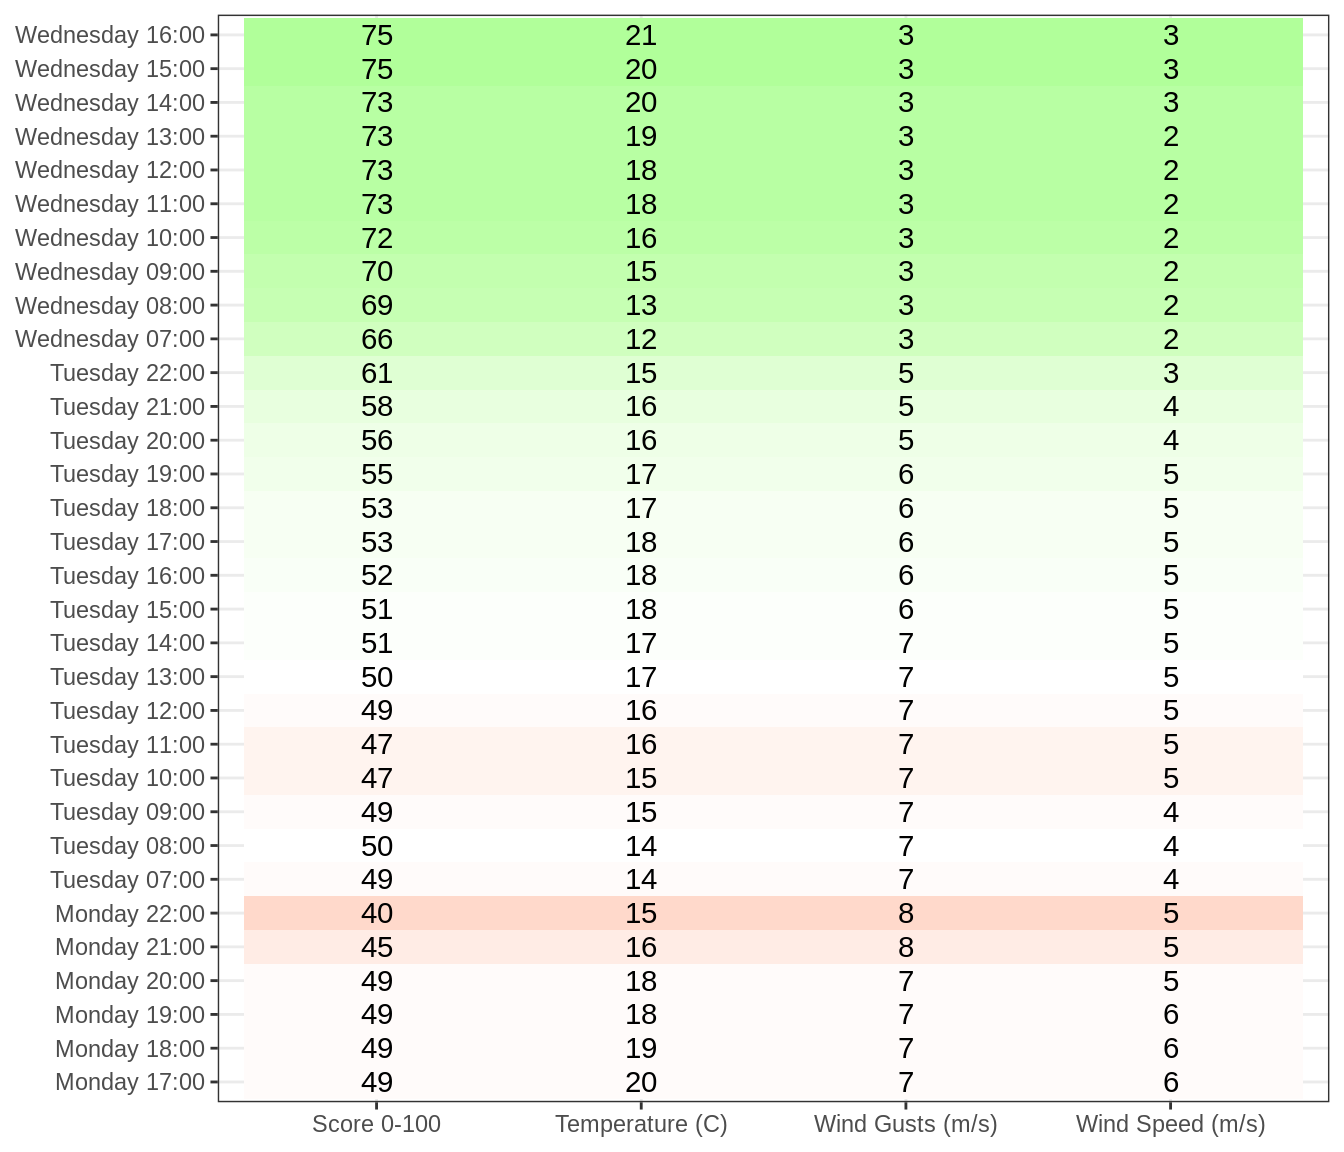 Wednesday 16:00 75 21 3 3
Wednesday 15:00 75 20 3 3
Wednesday 14:00 73 20 3 3
Wednesday 13:00 73 19 3 2
Wednesday 12:00 73 18 3 2
Wednesday 11:00 73 18 3 2
Wednesday 10:00 72 16 3 2
Wednesday 09:00 70 15 3 2
Wednesday 08:00 69 13 3 2
Wednesday 07:00 66 12 3 2
Tuesday 22:00 61 15 5 3
Tuesday 21:00 58 16 5 4
Tuesday 20:00 56 16 5 4
Tuesday 19:00 55 17 6 5
Tuesday 18:00 53 17 6 5
Tuesday 17:00 53 18 6 5
Tuesday 16:00 52 18 6 5
Tuesday 15:00 51 18 6 5
Tuesday 14:00 51 17 7 5
Tuesday 13:00 50 17 7 5
Tuesday 12:00 49 16 7 5
Tuesday 11:00 47 16 7 5
Tuesday 10:00 47 15 7 5
Tuesday 09:00 49 15 7 4
Tuesday 08:00 50 14 7 4
Tuesday 07:00 49 14 7 4
Monday 22:00 40 15 8 5
Monday 21:00 45 16 8 5
Monday 20:00 49 18 7 5
Monday 19:00 49 18 7 6
Monday 18:00 49 19 7 6
Monday 17:00 49 20 7 6
Score 0-100 Temperature (C) Wind Gusts (m/s) Wind Speed (m/s)